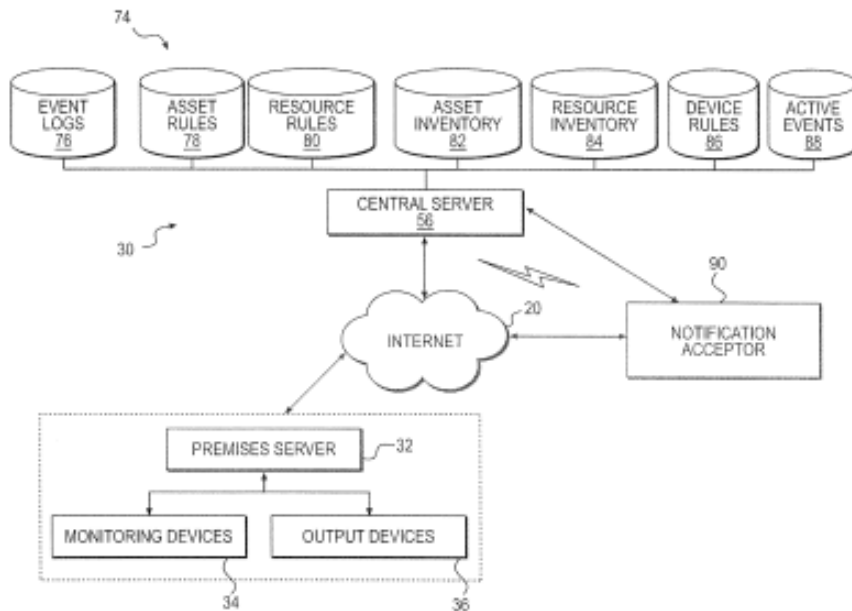 74
EVENT LOGS 76
ASSET RULES 78
RESOURCE RULES 80
ASSET INVENTORY 82
RESOURCE INVENTORY 84
DEVICE RULES 86
ACTIVE EVENTS 88
CENTRAL SERVER
56
30
90
20
INTERNET
NOTIFICATION
ACCEPTOR
PREMISES SERVER
32
MONITORING DEVICES
OUTPUT DEVICES
34
36